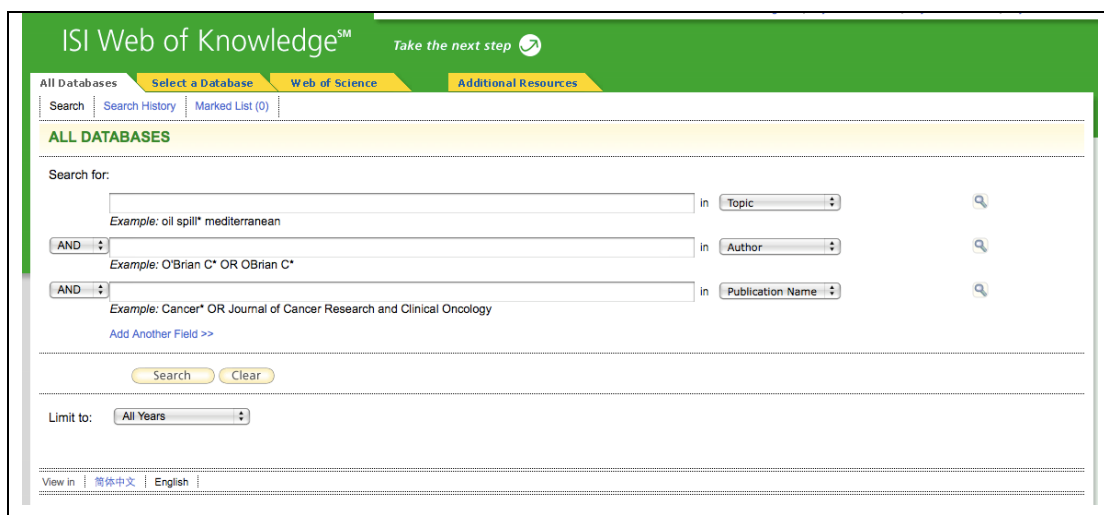 ISI Web of Knowledge℠ Take the next step
All Databases Select a Database Web of Science Additional Resources
Search Search History Marked List (0)
ALL DATABASES
Search for:
in Topic
Example: oil spill* mediterranean
AND in Author
Example: O'Brian C* OR OBrian C*
AND in Publication Name
Example: Cancer* OR Journal of Cancer Research and Clinical Oncology
Add Another Field >>
Search Clear
Limit to: All Years
View in 简体中文 English